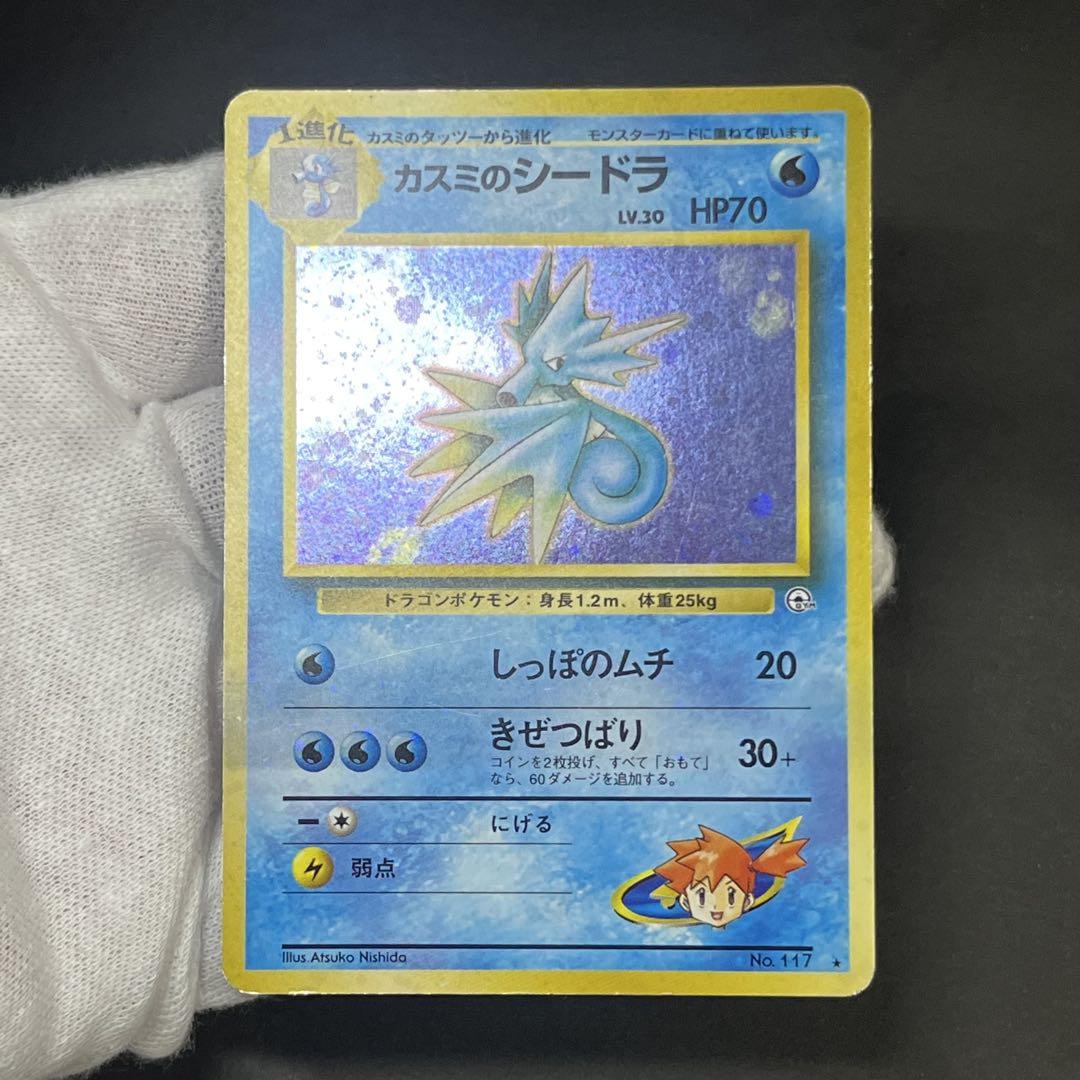 1進化
カスミのタッツーから進化
モンスターカードに重ねて使います。
カスミのシードラ
LV.30 HP70
ドラゴンポケモン:身長1.2m、体重25kg
GYM
しっぽのムチ 20
きぜつばり 30+
コインを2枚投げ、すべて「おもて」
なら、60ダメージを追加する。
− にげる
弱点
Illus. Atsuko Nishida
No. 117 ★